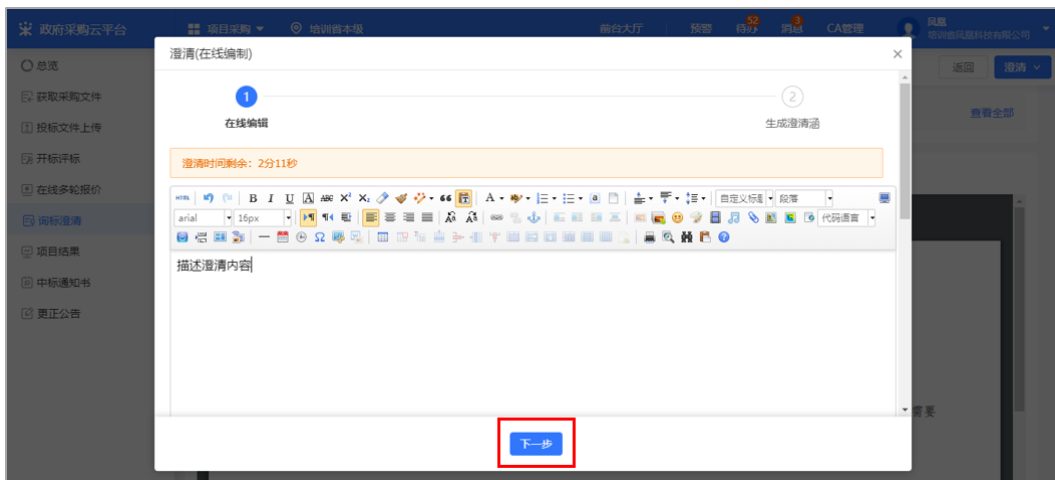 政府采购云平台
项目采购
培训省本级
前台大厅
预警
待办
52
消息
3
CA管理
凤凰
培训省凤凰科技有限公司
总览
获取采购文件
投标文件上传
开标评标
在线多轮报价
询标澄清
项目结果
中标通知书
更正公告
返回
澄清
查看全部
澄清(在线编制)
1
2
在线编辑
生成澄清函
澄清时间剩余：2分11秒
HTML
自定义标题
段落
arial
16px
代码语言
描述澄清内容
需要
下一步